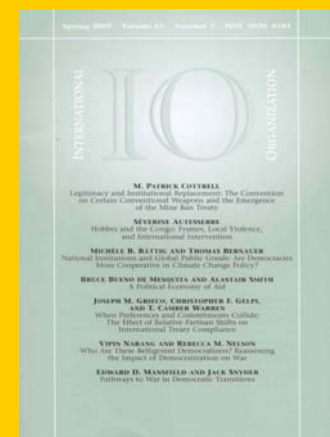 Spring 2009 Volume 63, Number 2 ISSN 0020-8183
INTERNATIONAL
IO
ORGANIZATION
M. PATRICK COTTRELL
Legitimacy and Institutional Replacement: The Convention
on Certain Conventional Weapons and the Emergence
of the Mine Ban Treaty
SÉVERINE AUTESSERRE
Hobbes and the Congo: Frames, Local Violence,
and International Intervention
MICHÈLE B. BÄTTIG AND THOMAS BERNAUER
National Institutions and Global Public Goods: Are Democracies
More Cooperative in Climate Change Policy?
BRUCE BUENO DE MESQUITA AND ALASTAIR SMITH
A Political Economy of Aid
JOSEPH M. GRIECO, CHRISTOPHER F. GELPI,
AND T. CAMBER WARREN
When Preferences and Commitments Collide:
The Effect of Relative Partisan Shifts on
International Treaty Compliance
VIPIN NARANG AND REBECCA M. NELSON
Who Are These Belligerent Democratizers? Reassessing
the Impact of Democratization on War
EDWARD D. MANSFIELD AND JACK SNYDER
Pathways to War in Democratic Transitions